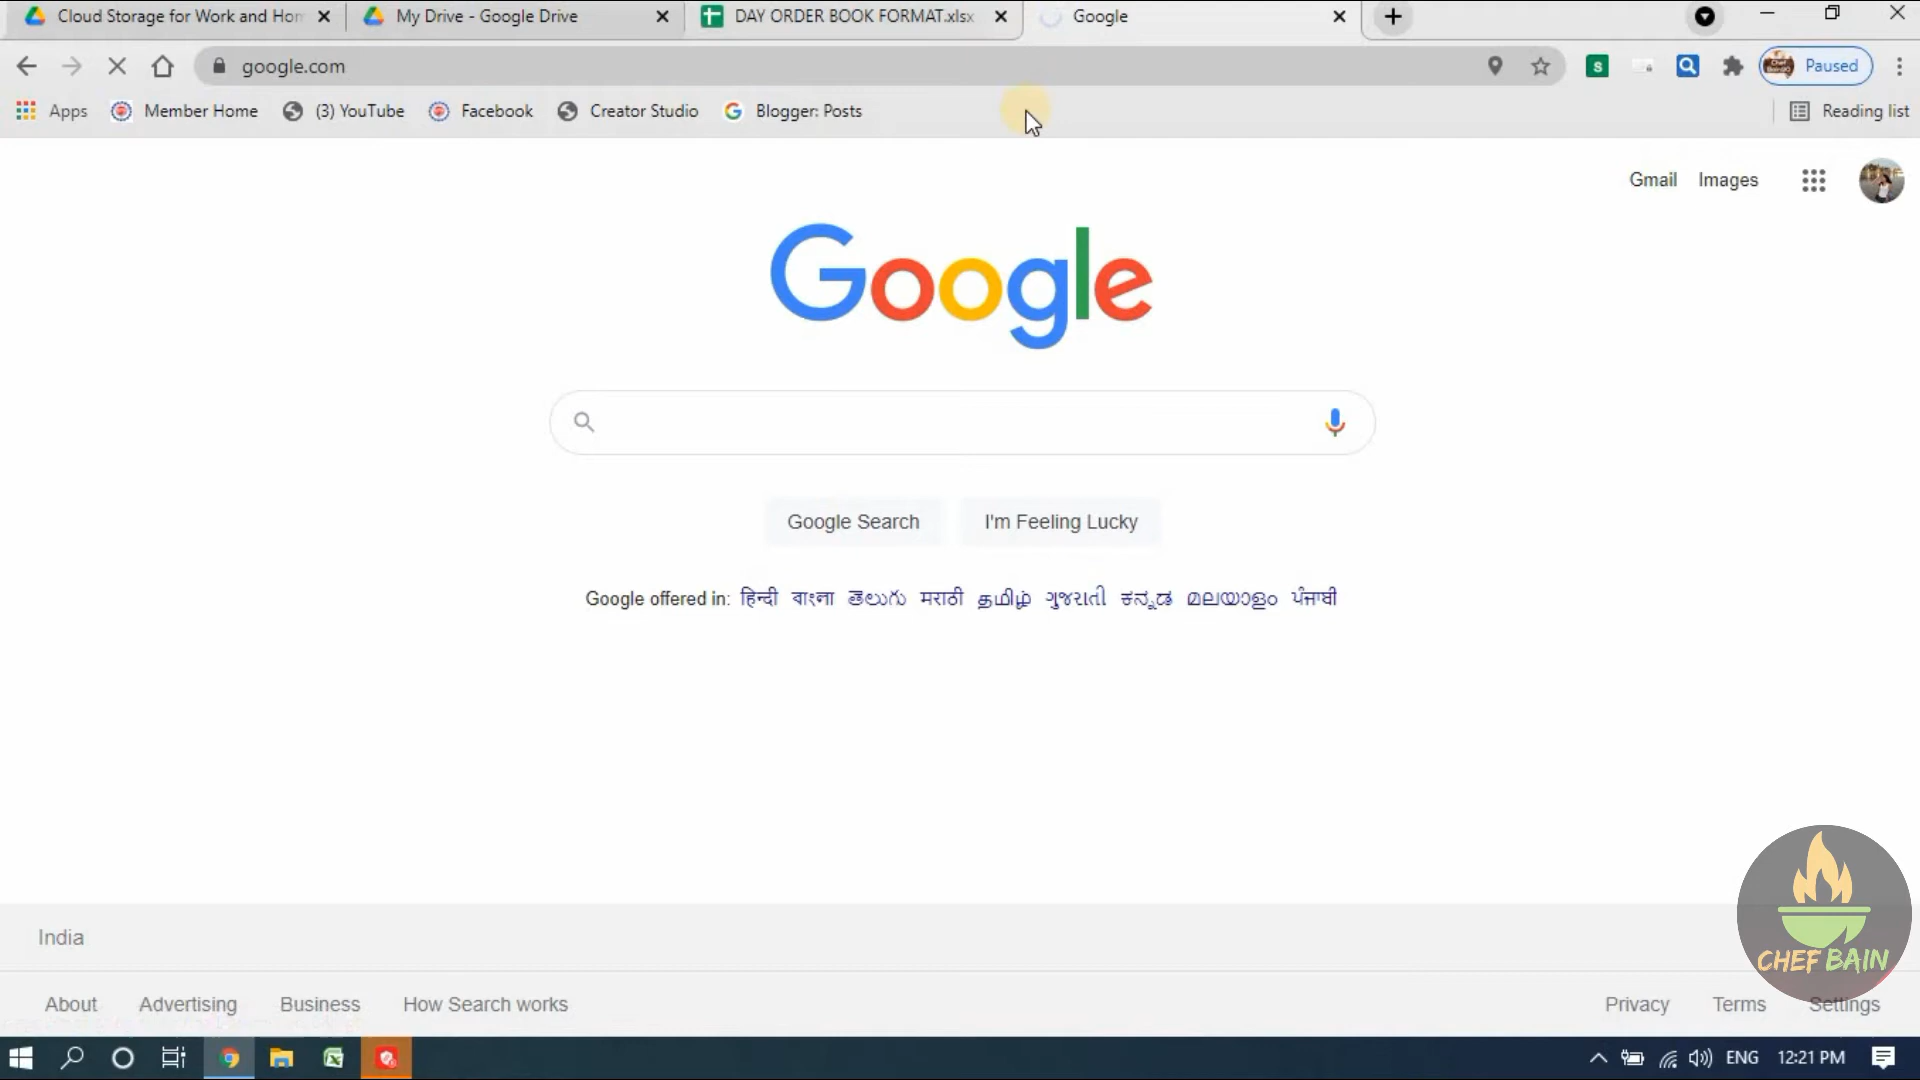 Cloud Storage for Work and Hon My Drive - Google Drive DAY ORDER BOOK FORMAT.xlsx Google
google.com Paused
Apps Member Home (3) YouTube Facebook Creator Studio Blogger: Posts Reading list
Gmail Images
Google
Google Search I'm Feeling Lucky
Google offered in: हिन्दी বাংলা తెలుగు मराठी தமிழ் ગુજરાતી ಕನ್ನಡ മലയാളം ਪੰਜਾਬੀ
India
CHEF BAIN
About Advertising Business How Search works Privacy Terms Settings
ENG 12:21 PM